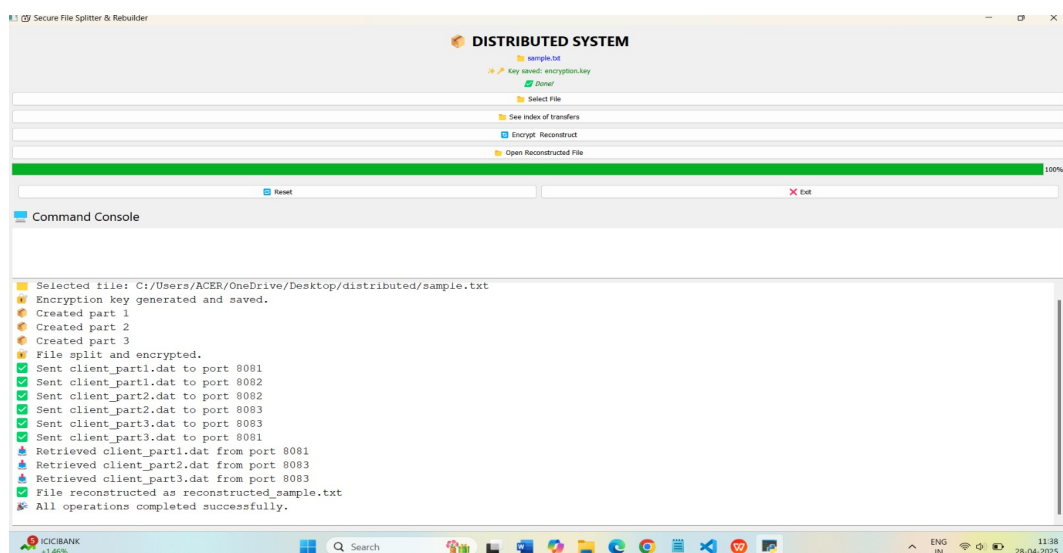 Secure File Splitter & Rebuilder
DISTRIBUTED SYSTEM
sample.txt
Key saved: encryption.key
Done!
Select File
See index of transfers
Encrypt Reconstruct
Open Reconstructed File
100%
Reset
Exit
Command Console
Selected file: C:/Users/ACER/OneDrive/Desktop/distributed/sample.txt
Encryption key generated and saved.
Created part 1
Created part 2
Created part 3
File split and encrypted.
Sent client_part1.dat to port 8081
Sent client_part1.dat to port 8082
Sent client_part2.dat to port 8082
Sent client_part2.dat to port 8083
Sent client_part3.dat to port 8083
Sent client_part3.dat to port 8081
Retrieved client_part1.dat from port 8081
Retrieved client_part2.dat from port 8083
Retrieved client_part3.dat from port 8083
File reconstructed as reconstructed_sample.txt
All operations completed successfully.
5
ICICIBANK
+1.46%
Search
ENG
IN
11:38